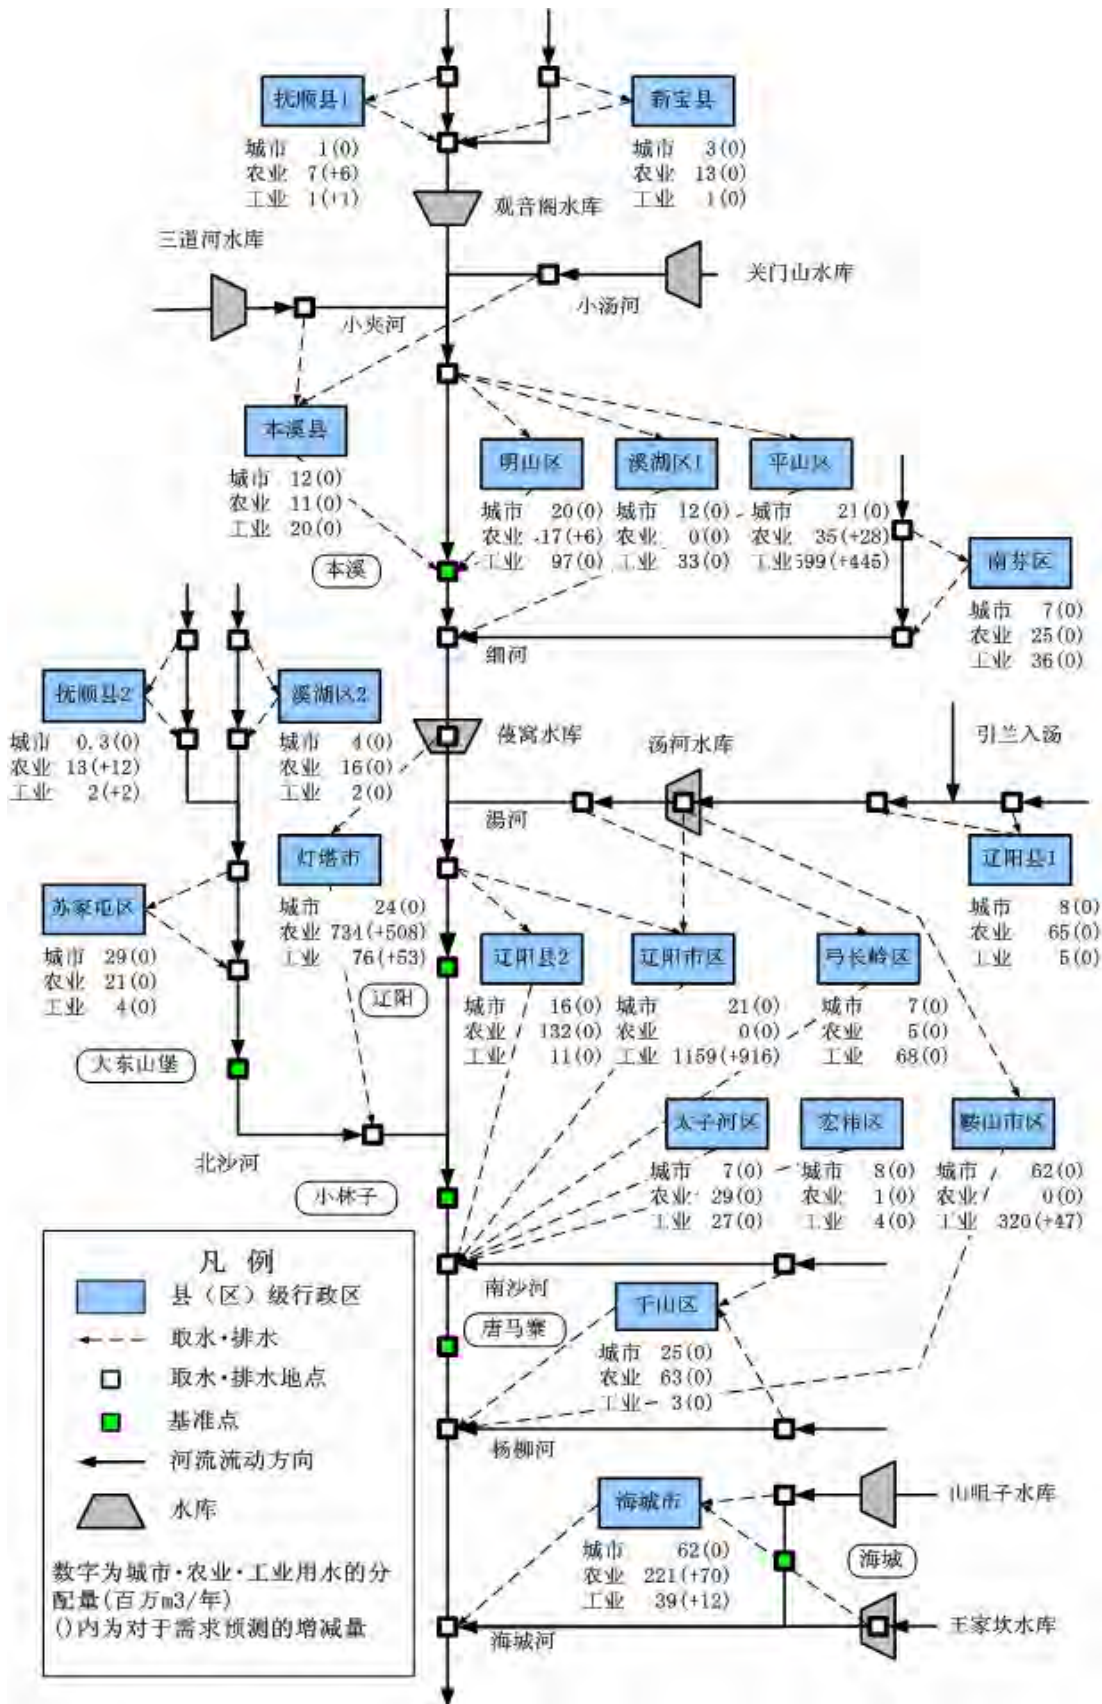 抚顺县1
城市 1(0)
农业 7(+6)
工业 1(+1)
新宝县
城市 3(0)
农业 13(0)
工业 1(0)
观音阁水库
三道河水库
关门山水库
小汤河
小夹河
本溪县
城市 12(0)
农业 11(0)
工业 20(0)
明山区
城市 20(0)
农业 17(+6)
工业 97(0)
溪湖区1
城市 12(0)
农业 0(0)
工业 33(0)
平山区
城市 21(0)
农业 35(+28)
工业 599(+445)
本溪
南芬区
城市 7(0)
农业 25(0)
工业 36(0)
细河
抚顺县2
城市 0.3(0)
农业 13(+12)
工业 2(+2)
溪湖区2
城市 4(0)
农业 16(0)
工业 2(0)
葠窝水库
汤河水库
引兰入汤
湯河
灯塔市
城市 24(0)
农业 734(+508)
工业 76(+53)
辽阳县1
城市 8(0)
农业 65(0)
工业 5(0)
苏家屯区
城市 29(0)
农业 21(0)
工业 4(0)
辽阳
辽阳县2
城市 16(0)
农业 132(0)
工业 11(0)
辽阳市区
城市 21(0)
农业 0(0)
工业 1159(+916)
弓长岭区
城市 7(0)
农业 5(0)
工业 68(0)
大东山堡
北沙河
小林子
太子河区
城市 7(0)
农业 29(0)
工业 27(0)
宏伟区
城市 8(0)
农业 1(0)
工业 4(0)
鞍山市区
城市 62(0)
农业 0(0)
工业 320(+47)
南沙河
唐马寨
千山区
城市 25(0)
农业 63(0)
工业 3(0)
杨柳河
海城市
城市 62(0)
农业 221(+70)
工业 39(+12)
山咀子水库
海城
王家坎水库
海城河
凡 例
县（区）级行政区
取水·排水
取水·排水地点
基准点
河流流动方向
水库
数字为城市·农业·工业用水的分
配量(百万m3/年)
()内为对于需求预测的增减量